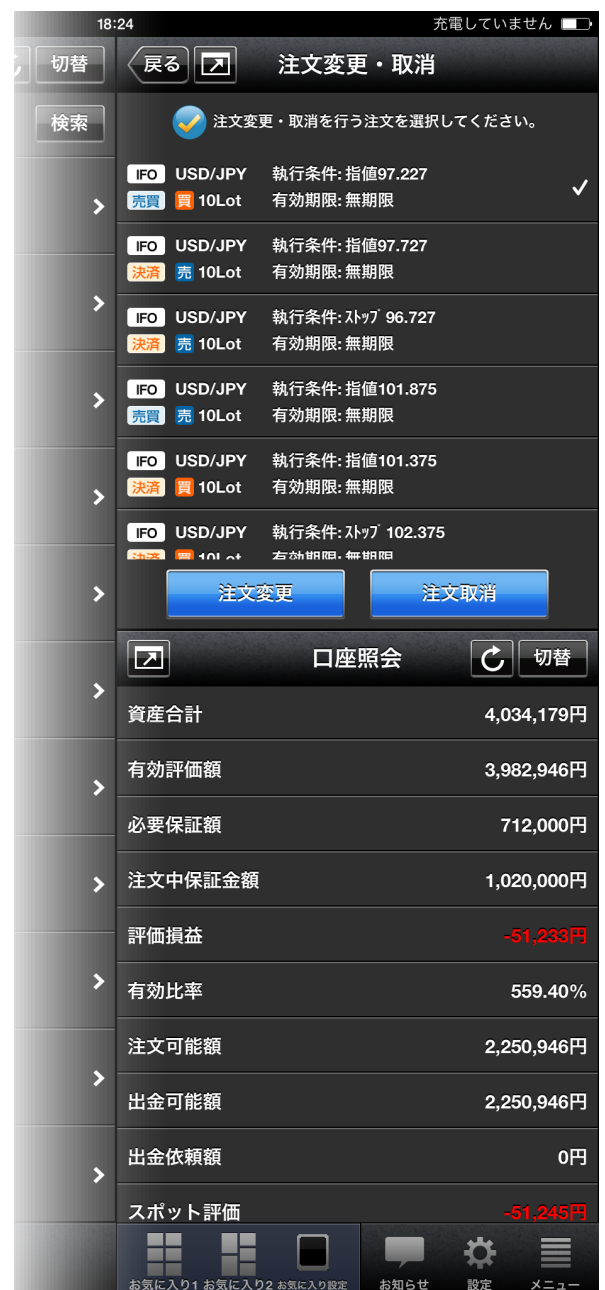 18:24
充電していません
切替
戻る
注文変更・取消
検索
注文変更・取消を行う注文を選択してください。
IFO USD/JPY 執行条件:指値97.227
売買 買 10Lot 有効期限:無期限
IFO USD/JPY 執行条件:指値97.727
決済 売 10Lot 有効期限:無期限
IFO USD/JPY 執行条件:ｽﾄｯﾌﾟ 96.727
決済 売 10Lot 有効期限:無期限
IFO USD/JPY 執行条件:指値101.875
売買 売 10Lot 有効期限:無期限
IFO USD/JPY 執行条件:指値101.375
決済 買 10Lot 有効期限:無期限
IFO USD/JPY 執行条件:ｽﾄｯﾌﾟ 102.375
決済 買 10Lot 有効期限:無期限
注文変更
注文取消
口座照会
切替
資産合計 4,034,179円
有効評価額 3,982,946円
必要保証額 712,000円
注文中保証金額 1,020,000円
評価損益 -51,233円
有効比率 559.40%
注文可能額 2,250,946円
出金可能額 2,250,946円
出金依頼額 0円
スポット評価 -51,245円
お気に入り1 お気に入り2 お気に入り設定 お知らせ 設定 メニュー